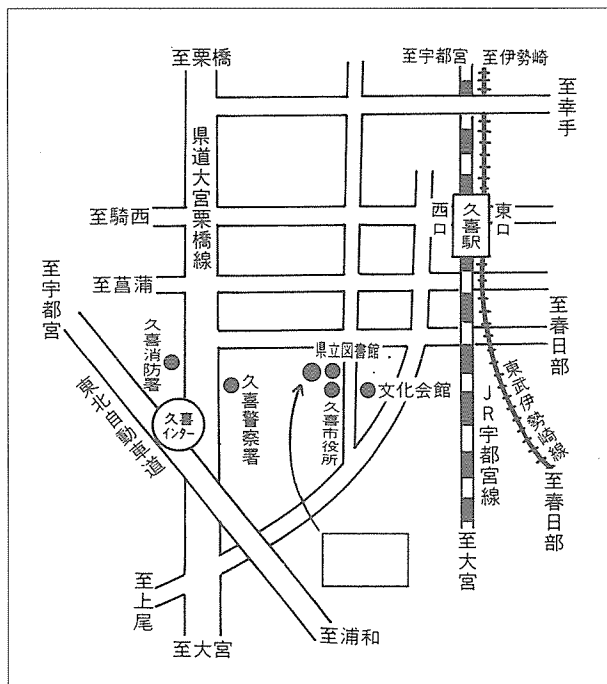 至栗橋
至宇都宮
至伊勢崎
至幸手
県道大宮栗橋線
至騎西
西口
久喜駅
東口
至宇都宮
至菖蒲
至春日部
久喜消防署
県立図書館
久喜警察署
久喜市役所
文化会館
久喜
インター
東北自動車道
JR宇都宮線
東武伊勢崎線
至春日部
至大宮
至上尾
至大宮
至浦和